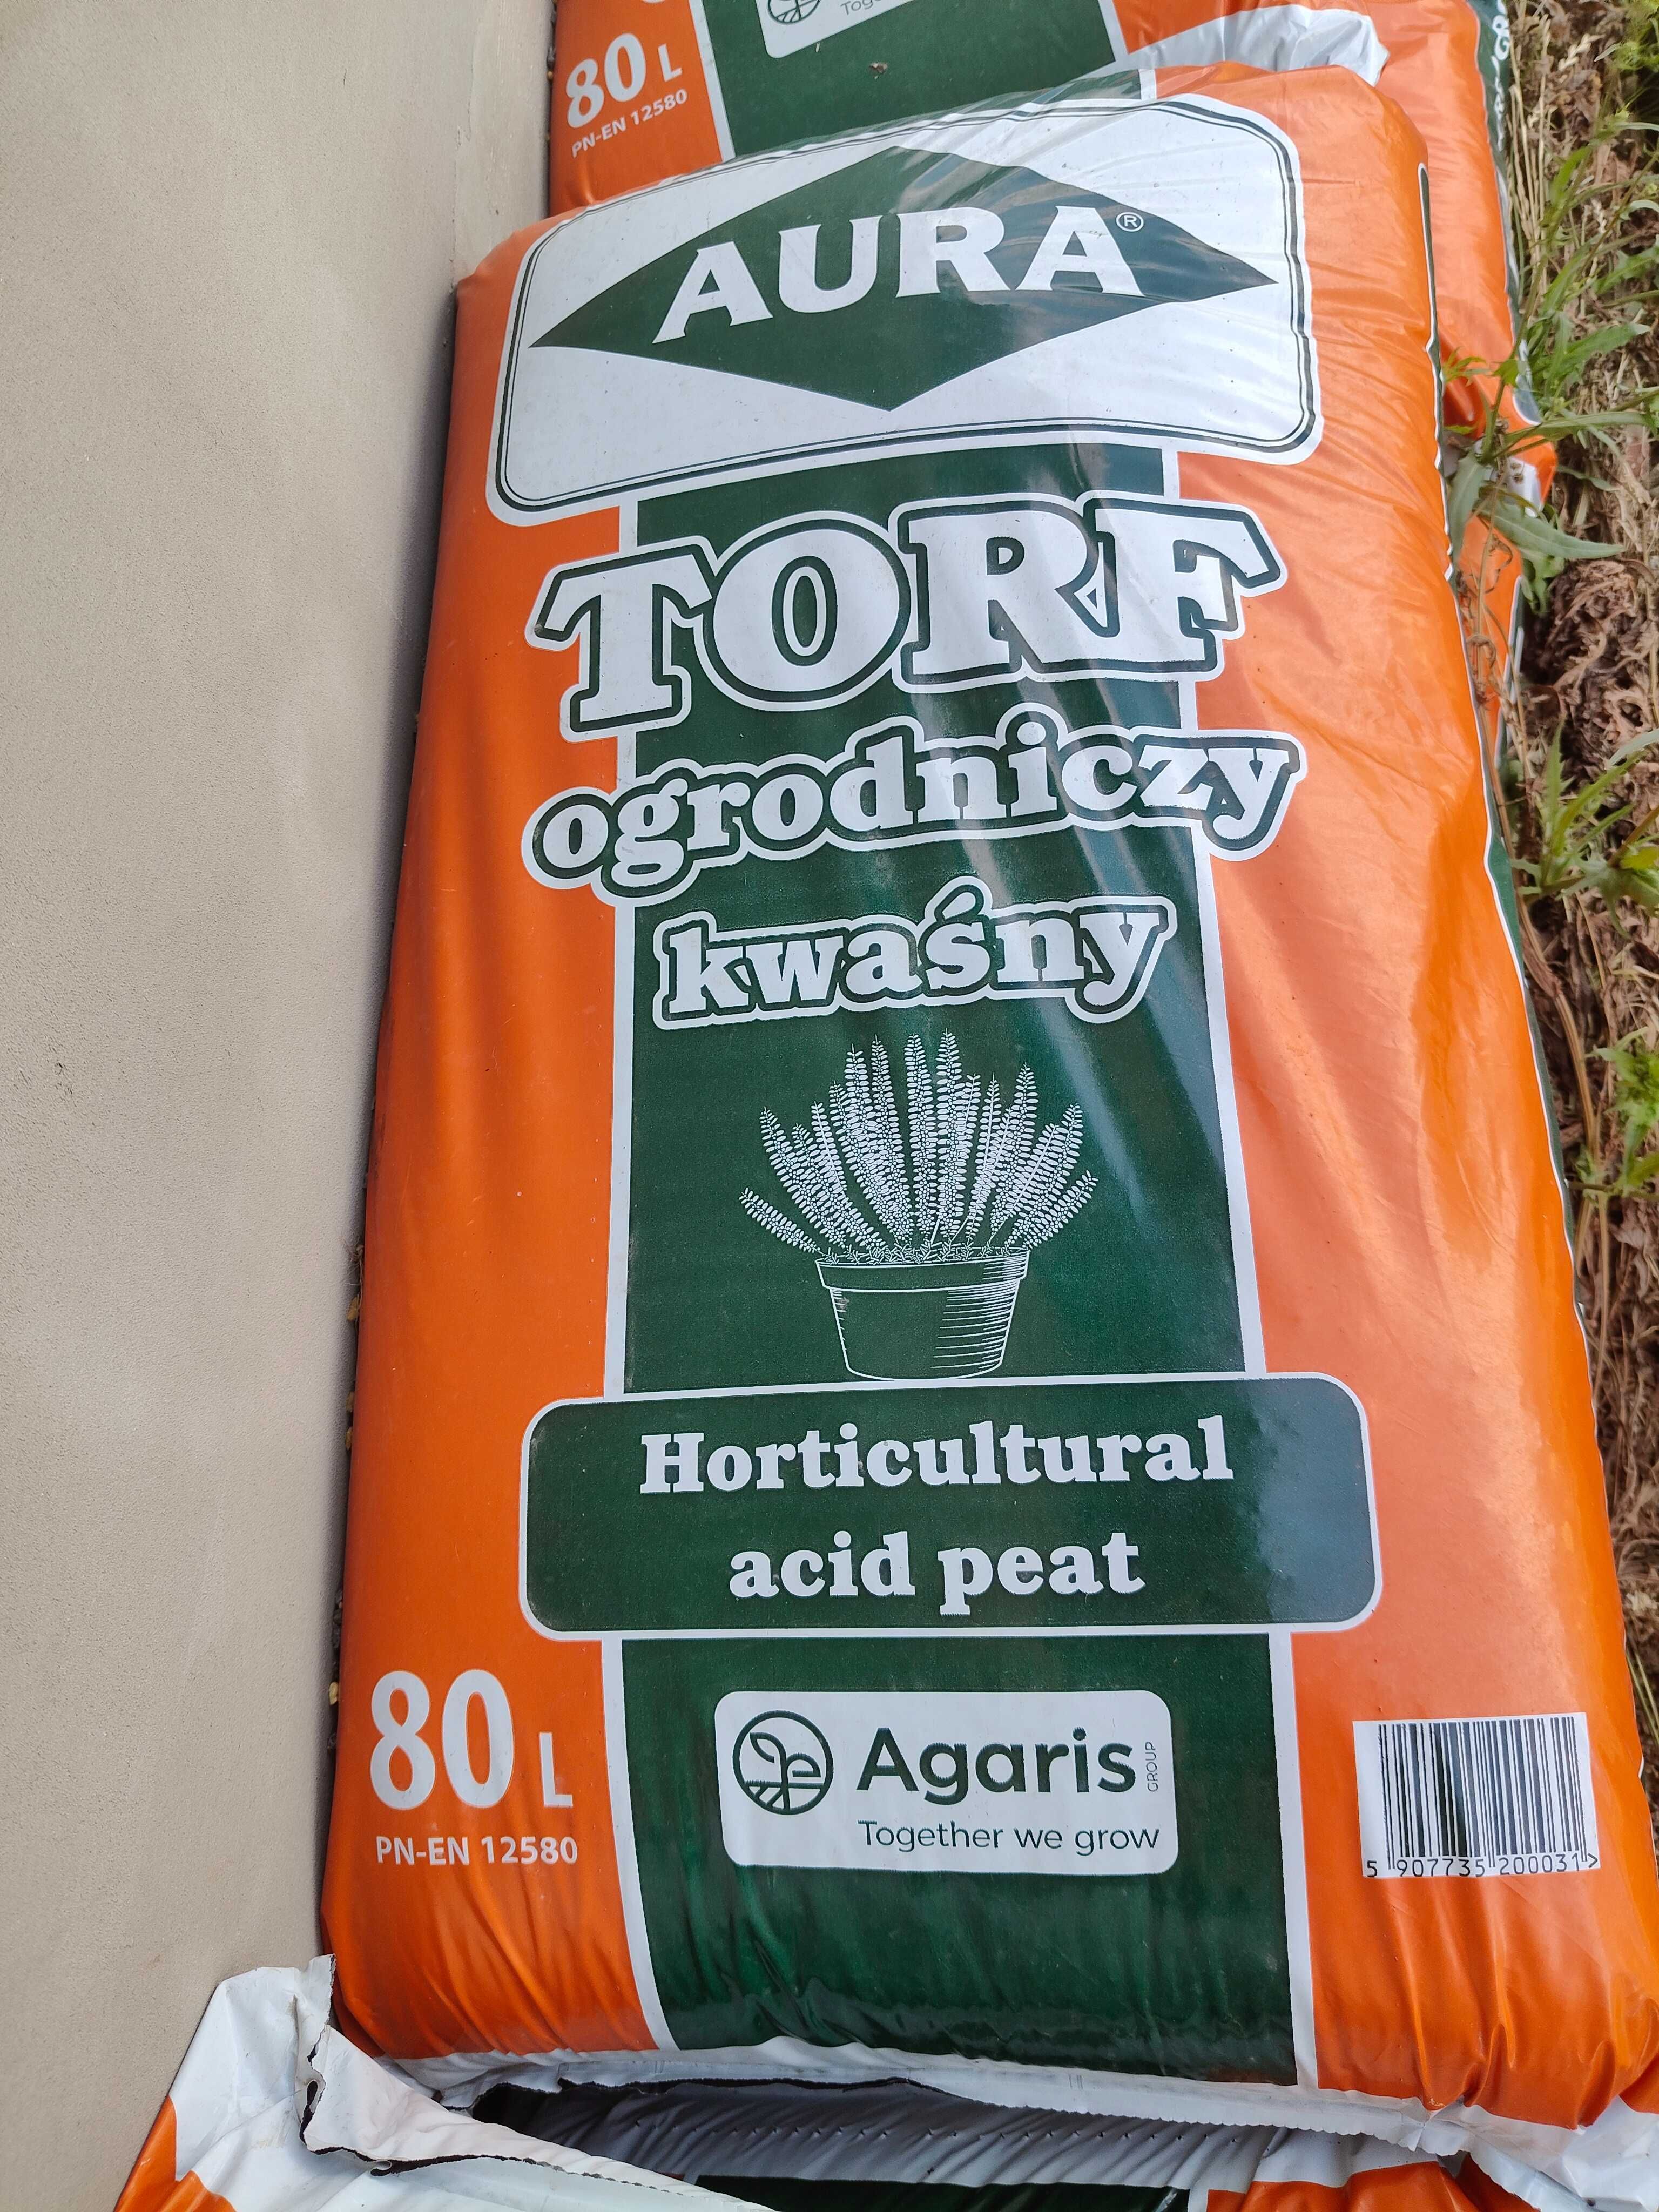 80 L
PN-EN 12580
AURA®
TORF
ogrodniczy
kwaśny
Horticultural
acid peat
80 L
PN-EN 12580
Agaris GROUP
Together we grow
5 907735 200031 >